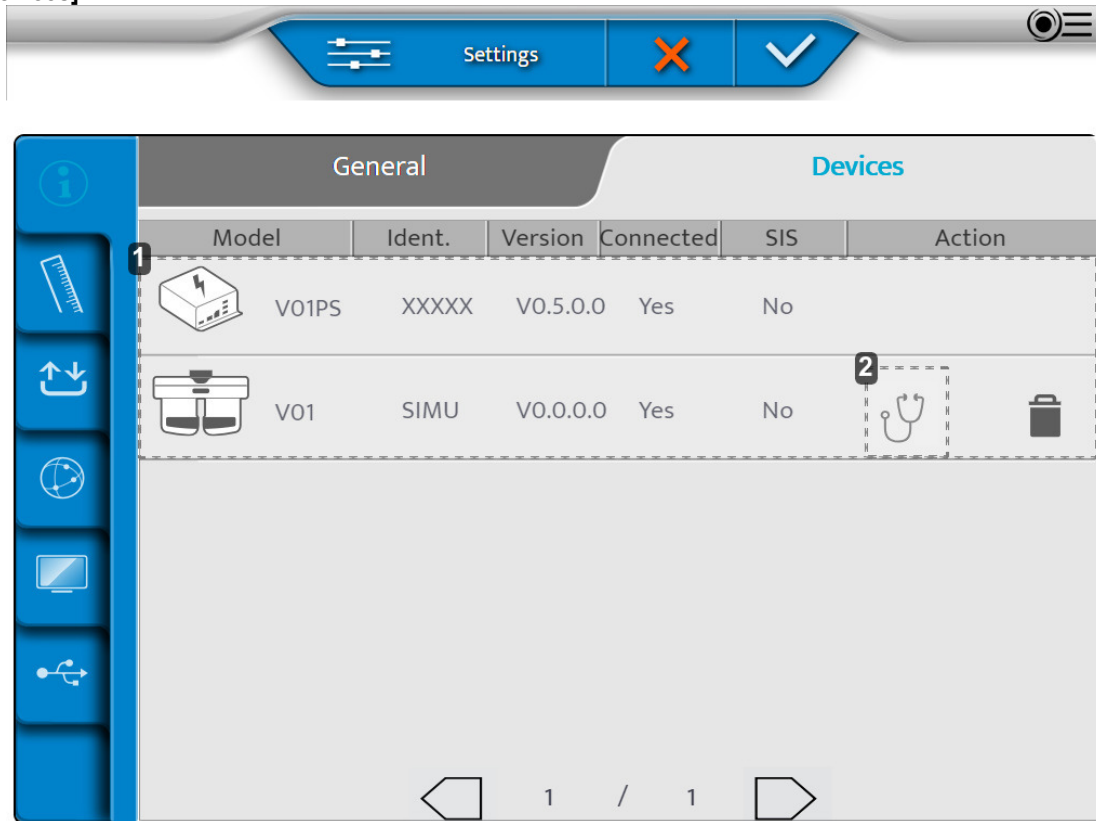 Settings
General Devices
Model Ident. Version Connected SIS Action
1
V01PS XXXXX V0.5.0.0 Yes No
2
V01 SIMU V0.0.0.0 Yes No
1 / 1